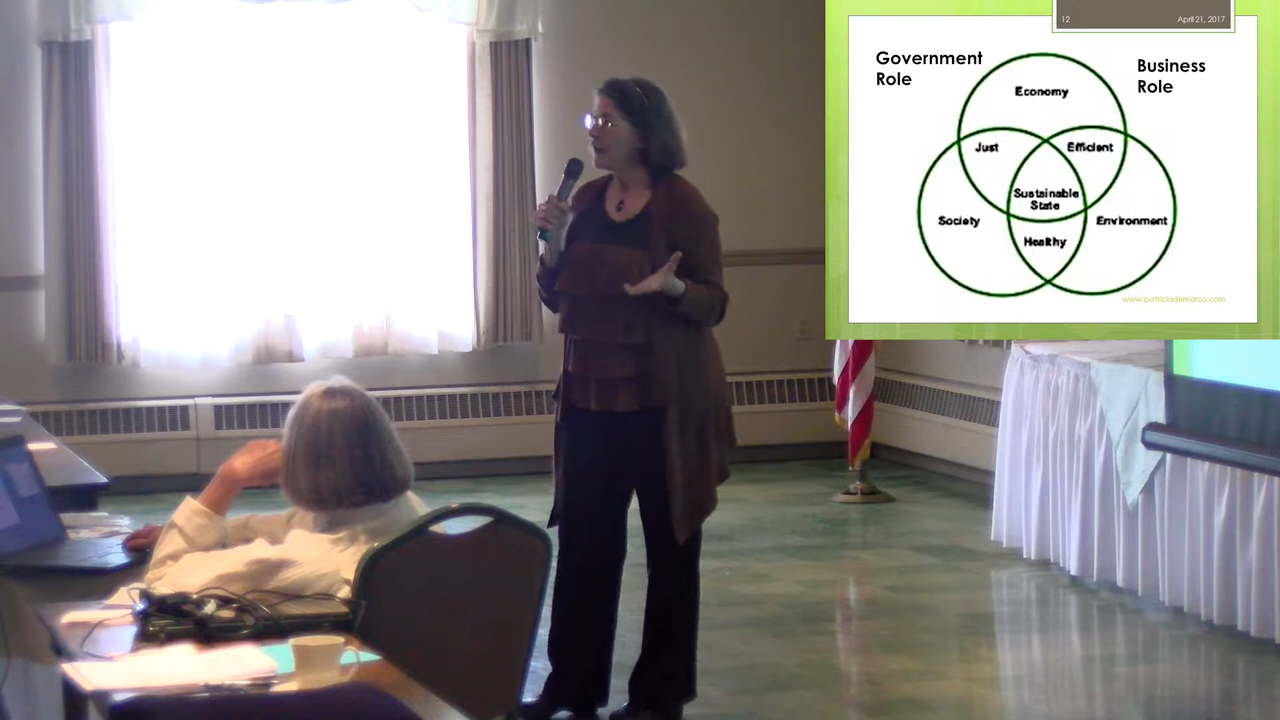 12
April 21, 2017
Government
Role
Business
Role
Economy
Just
Efficient
Sustainable
State
Society
Environment
Healthy
www.patriciademarco.com